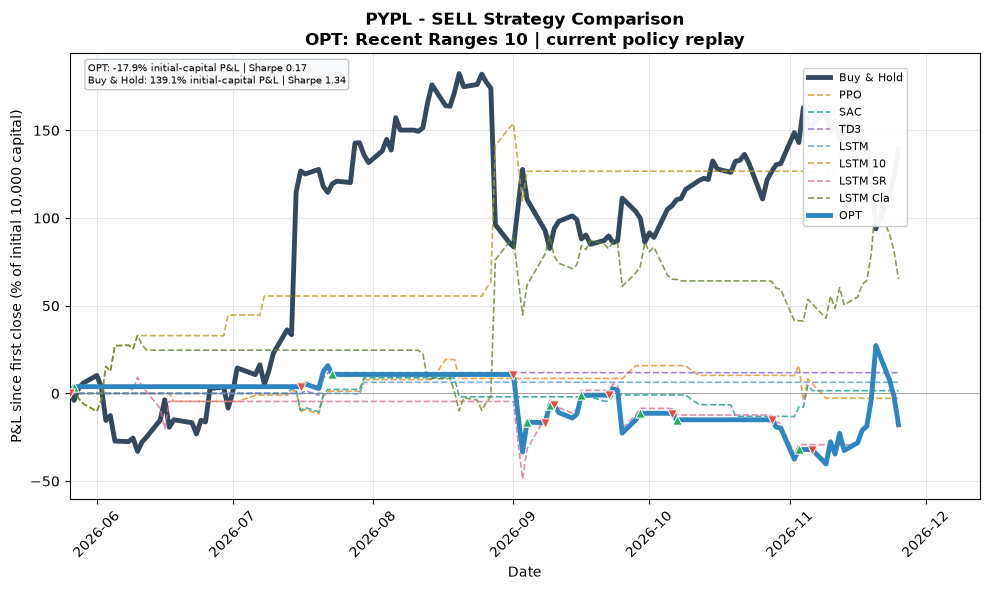 PYPL - SELL Strategy Comparison
OPT: Recent Ranges 10 | current policy replay
OPT: -17.9% initial-capital P&L | Sharpe 0.17
Buy & Hold: 139.1% initial-capital P&L | Sharpe 1.34
Buy & Hold
PPO
SAC
TD3
LSTM
LSTM 10
LSTM SR
LSTM Cla
OPT
P&L since first close (% of initial 10,000 capital)
150
100
50
0
−50
2026-06
2026-07
2026-08
2026-09
2026-10
2026-11
2026-12
Date